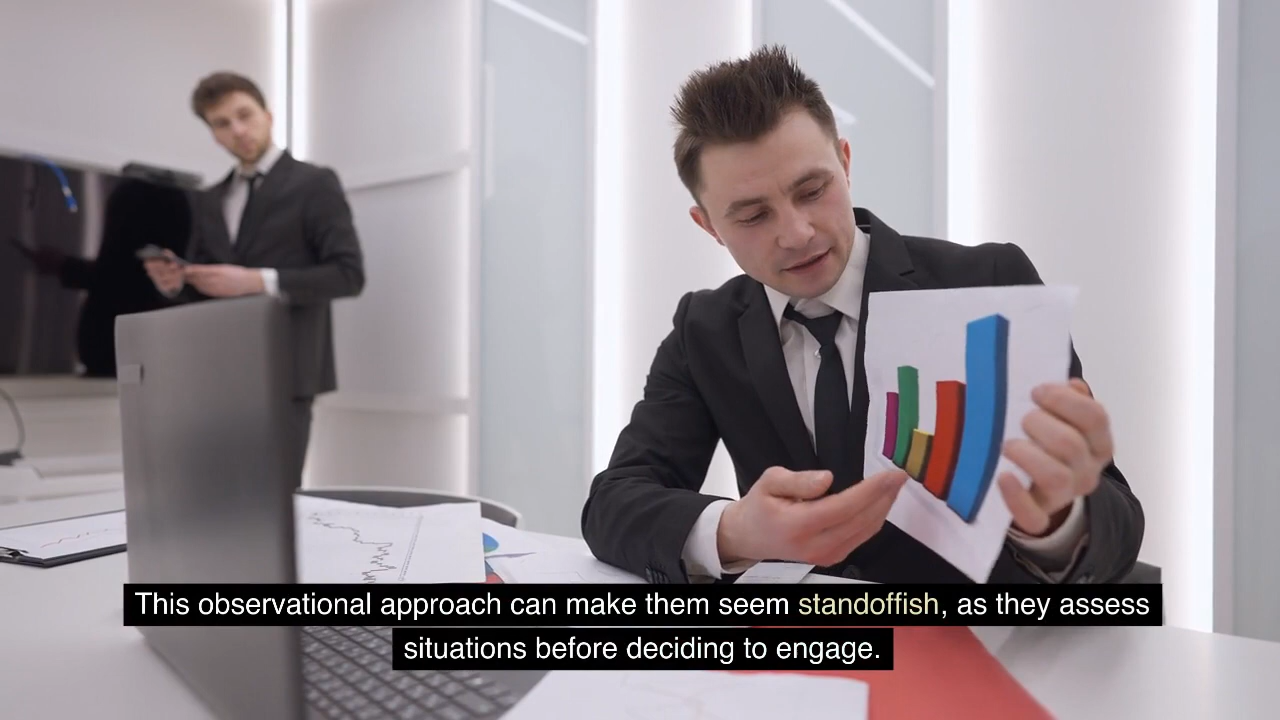 This observational approach can make them seem standoffish, as they assess
situations before deciding to engage.